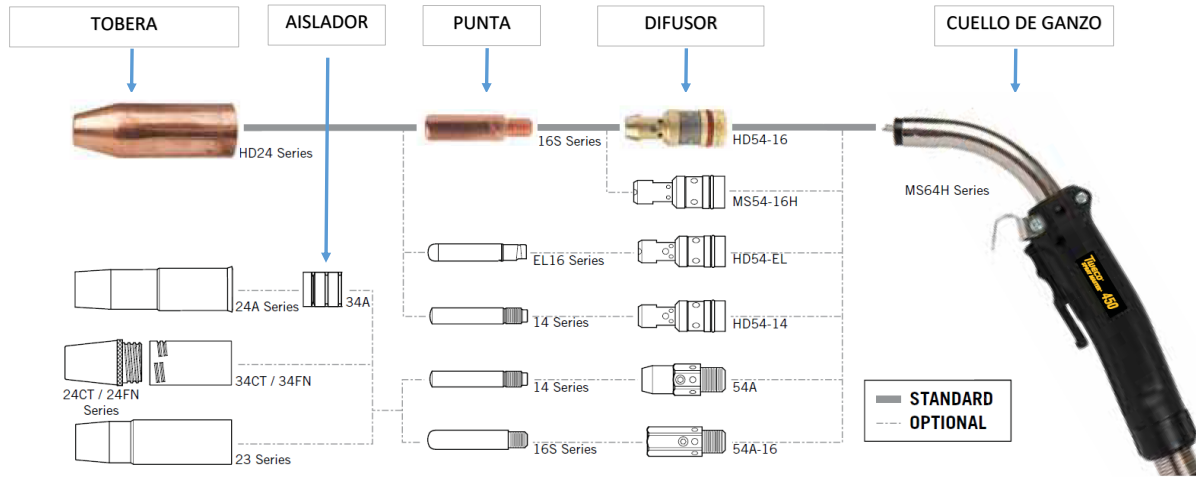 TOBERA
AISLADOR
PUNTA
DIFUSOR
CUELLO DE GANZO
HD24 Series
16S Series
HD54-16
MS64H Series
MS54-16H
EL16 Series
HD54-EL
24A Series
34A
14 Series
HD54-14
24CT / 24FN
Series
34CT / 34FN
14 Series
54A
23 Series
16S Series
54A-16
STANDARD
OPTIONAL
Tweco
450